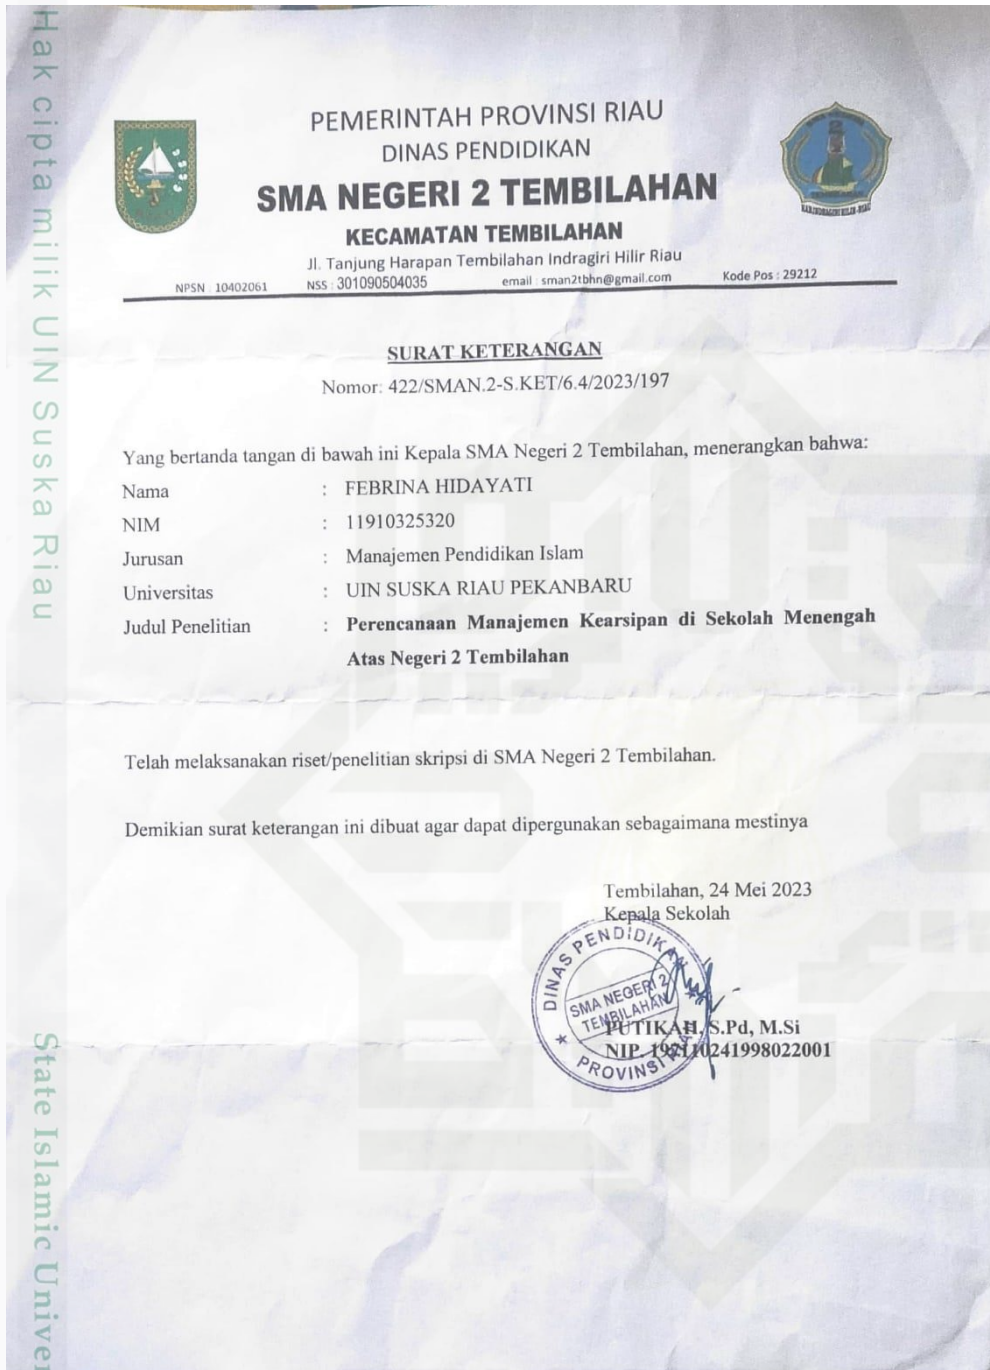 Hak cipta milik UIN Suska Riau
PEMERINTAH PROVINSI RIAU
DINAS PENDIDIKAN
SMA NEGERI 2 TEMBILAHAN
KECAMATAN TEMBILAHAN
Jl. Tanjung Harapan Tembilahan Indragiri Hilir Riau
NPSN : 10402061 NSS : 301090504035 email : sman2tbhn@gmail.com Kode Pos : 29212
SURAT KETERANGAN
Nomor: 422/SMAN.2-S.KET/6.4/2023/197
Yang bertanda tangan di bawah ini Kepala SMA Negeri 2 Tembilahan, menerangkan bahwa:
Nama : FEBRINA HIDAYATI
NIM : 11910325320
Jurusan : Manajemen Pendidikan Islam
Universitas : UIN SUSKA RIAU PEKANBARU
Judul Penelitian : Perencanaan Manajemen Kearsipan di Sekolah Menengah
Atas Negeri 2 Tembilahan
Telah melaksanakan riset/penelitian skripsi di SMA Negeri 2 Tembilahan.
Demikian surat keterangan ini dibuat agar dapat dipergunakan sebagaimana mestinya
Tembilahan, 24 Mei 2023
Kepala Sekolah
DINAS PENDIDIKAN
SMA NEGERI 2
TEMBILAHAN
PROVINSI RIAU
PUTIKAH, S.Pd, M.Si
NIP. 197110241998022001
State Islamic Univer